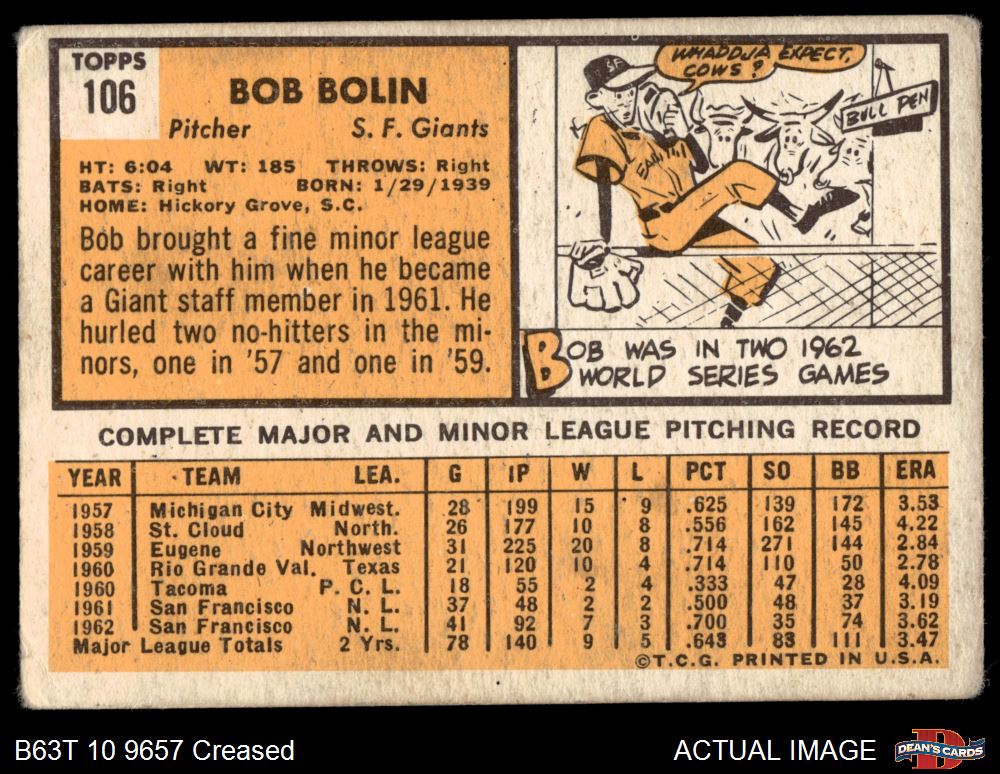 TOPPS
106
BOB BOLIN
Pitcher S. F. Giants
HT: 6:04 WT: 185 THROWS: Right
BATS: Right BORN: 1/29/1939
HOME: Hickory Grove, S.C.
Bob brought a fine minor league
career with him when he became
a Giant staff member in 1961. He
hurled two no-hitters in the mi-
nors, one in '57 and one in '59.
WHADDJA EXPECT,
COWS?
SF
BULL PEN
BOB WAS IN TWO 1962
WORLD SERIES GAMES
COMPLETE MAJOR AND MINOR LEAGUE PITCHING RECORD
YEAR TEAM LEA. G IP W L PCT SO BB ERA
1957 Michigan City Midwest. 28 199 15 9 .625 139 172 3.53
1958 St. Cloud North. 26 177 10 8 .556 162 145 4.22
1959 Eugene Northwest 31 225 20 8 .714 271 144 2.84
1960 Rio Grande Val. Texas 21 120 10 4 .714 110 50 2.78
1960 Tacoma P. C. L. 18 55 2 4 .333 47 28 4.09
1961 San Francisco N. L. 37 48 2 2 .500 48 37 3.19
1962 San Francisco N. L. 41 92 7 3 .700 35 74 3.62
Major League Totals 2 Yrs. 78 140 9 5 .643 83 111 3.47
©T.C.G. PRINTED IN U.S.A.
B63T 10 9657 Creased
ACTUAL IMAGE
DEAN'S CARDS